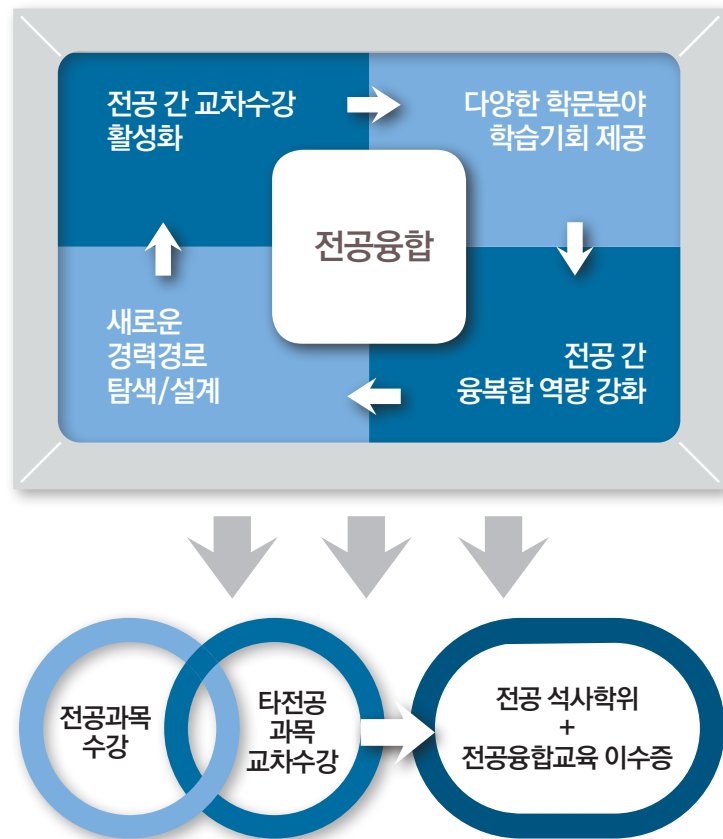 전공 간 교차수강
활성화
다양한 학문분야
학습기회 제공
전공융합
새로운
경력경로
탐색/설계
전공 간
융복합 역량 강화
전공과목
수강
타전공
과목
교차수강
전공 석사학위
+
전공융합교육 이수증